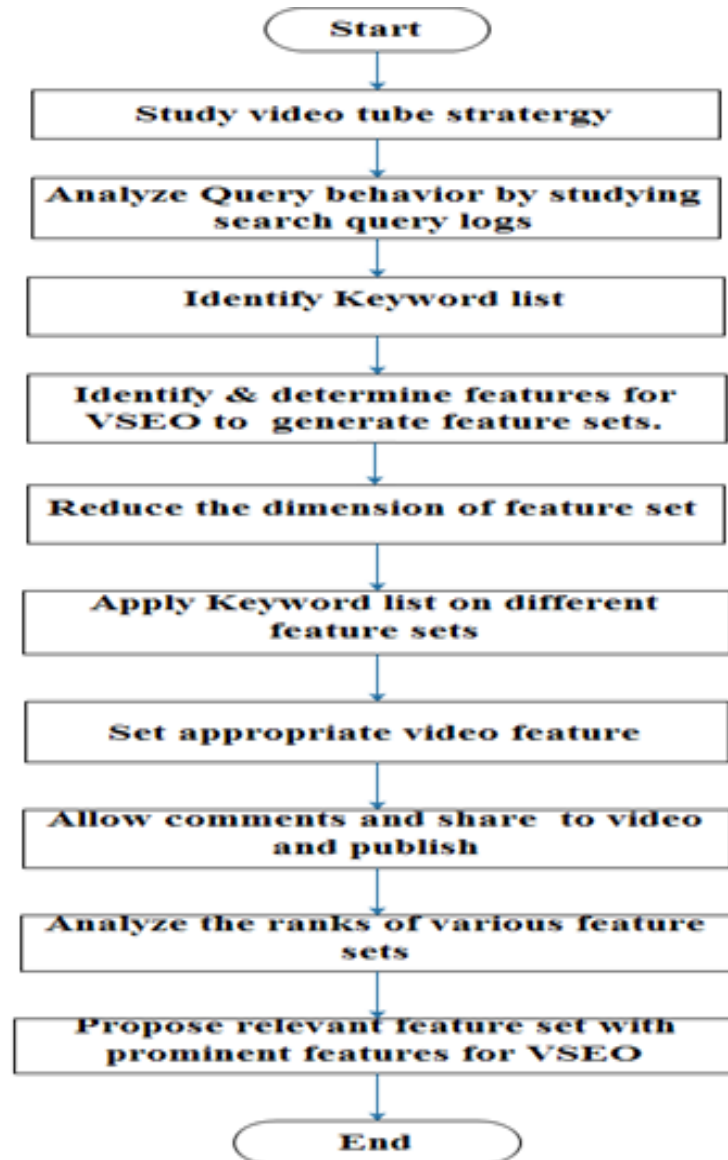 Start
Study video tube stratergy
Analyze Query behavior by studying
search query logs
Identify Keyword list
Identify & determine features for
VSEO to generate feature sets.
Reduce the dimension of feature set
Apply Keyword list on different
feature sets
Set appropriate video feature
Allow comments and share to video
and publish
Analyze the ranks of various feature
sets
Propose relevant feature set with
prominent features for VSEO
End